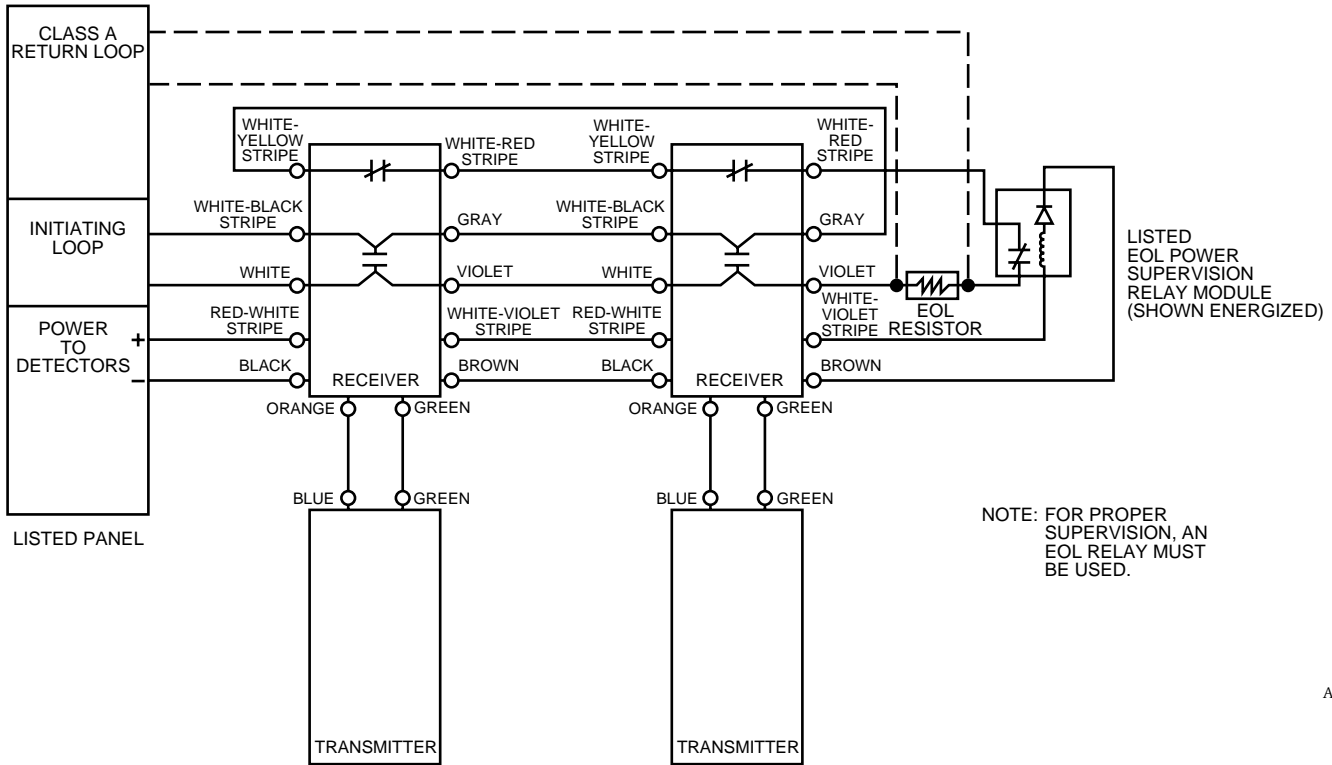 CLASS A
RETURN LOOP
INITIATING
LOOP
POWER
TO
DETECTORS
+
–
LISTED PANEL
WHITE-
YELLOW
STRIPE
WHITE-RED
STRIPE
WHITE-
YELLOW
STRIPE
WHITE-
RED
STRIPE
WHITE-BLACK
STRIPE
GRAY
WHITE-BLACK
STRIPE
GRAY
WHITE
VIOLET
WHITE
VIOLET
RED-WHITE
STRIPE
WHITE-VIOLET
STRIPE
RED-WHITE
STRIPE
WHITE-
VIOLET
STRIPE
EOL
RESISTOR
BLACK
RECEIVER
BROWN
BLACK
RECEIVER
BROWN
ORANGE
GREEN
ORANGE
GREEN
BLUE
GREEN
BLUE
GREEN
TRANSMITTER
TRANSMITTER
LISTED
EOL POWER
SUPERVISION
RELAY MODULE
(SHOWN ENERGIZED)
NOTE: FOR PROPER
SUPERVISION, AN
EOL RELAY MUST
BE USED.
A